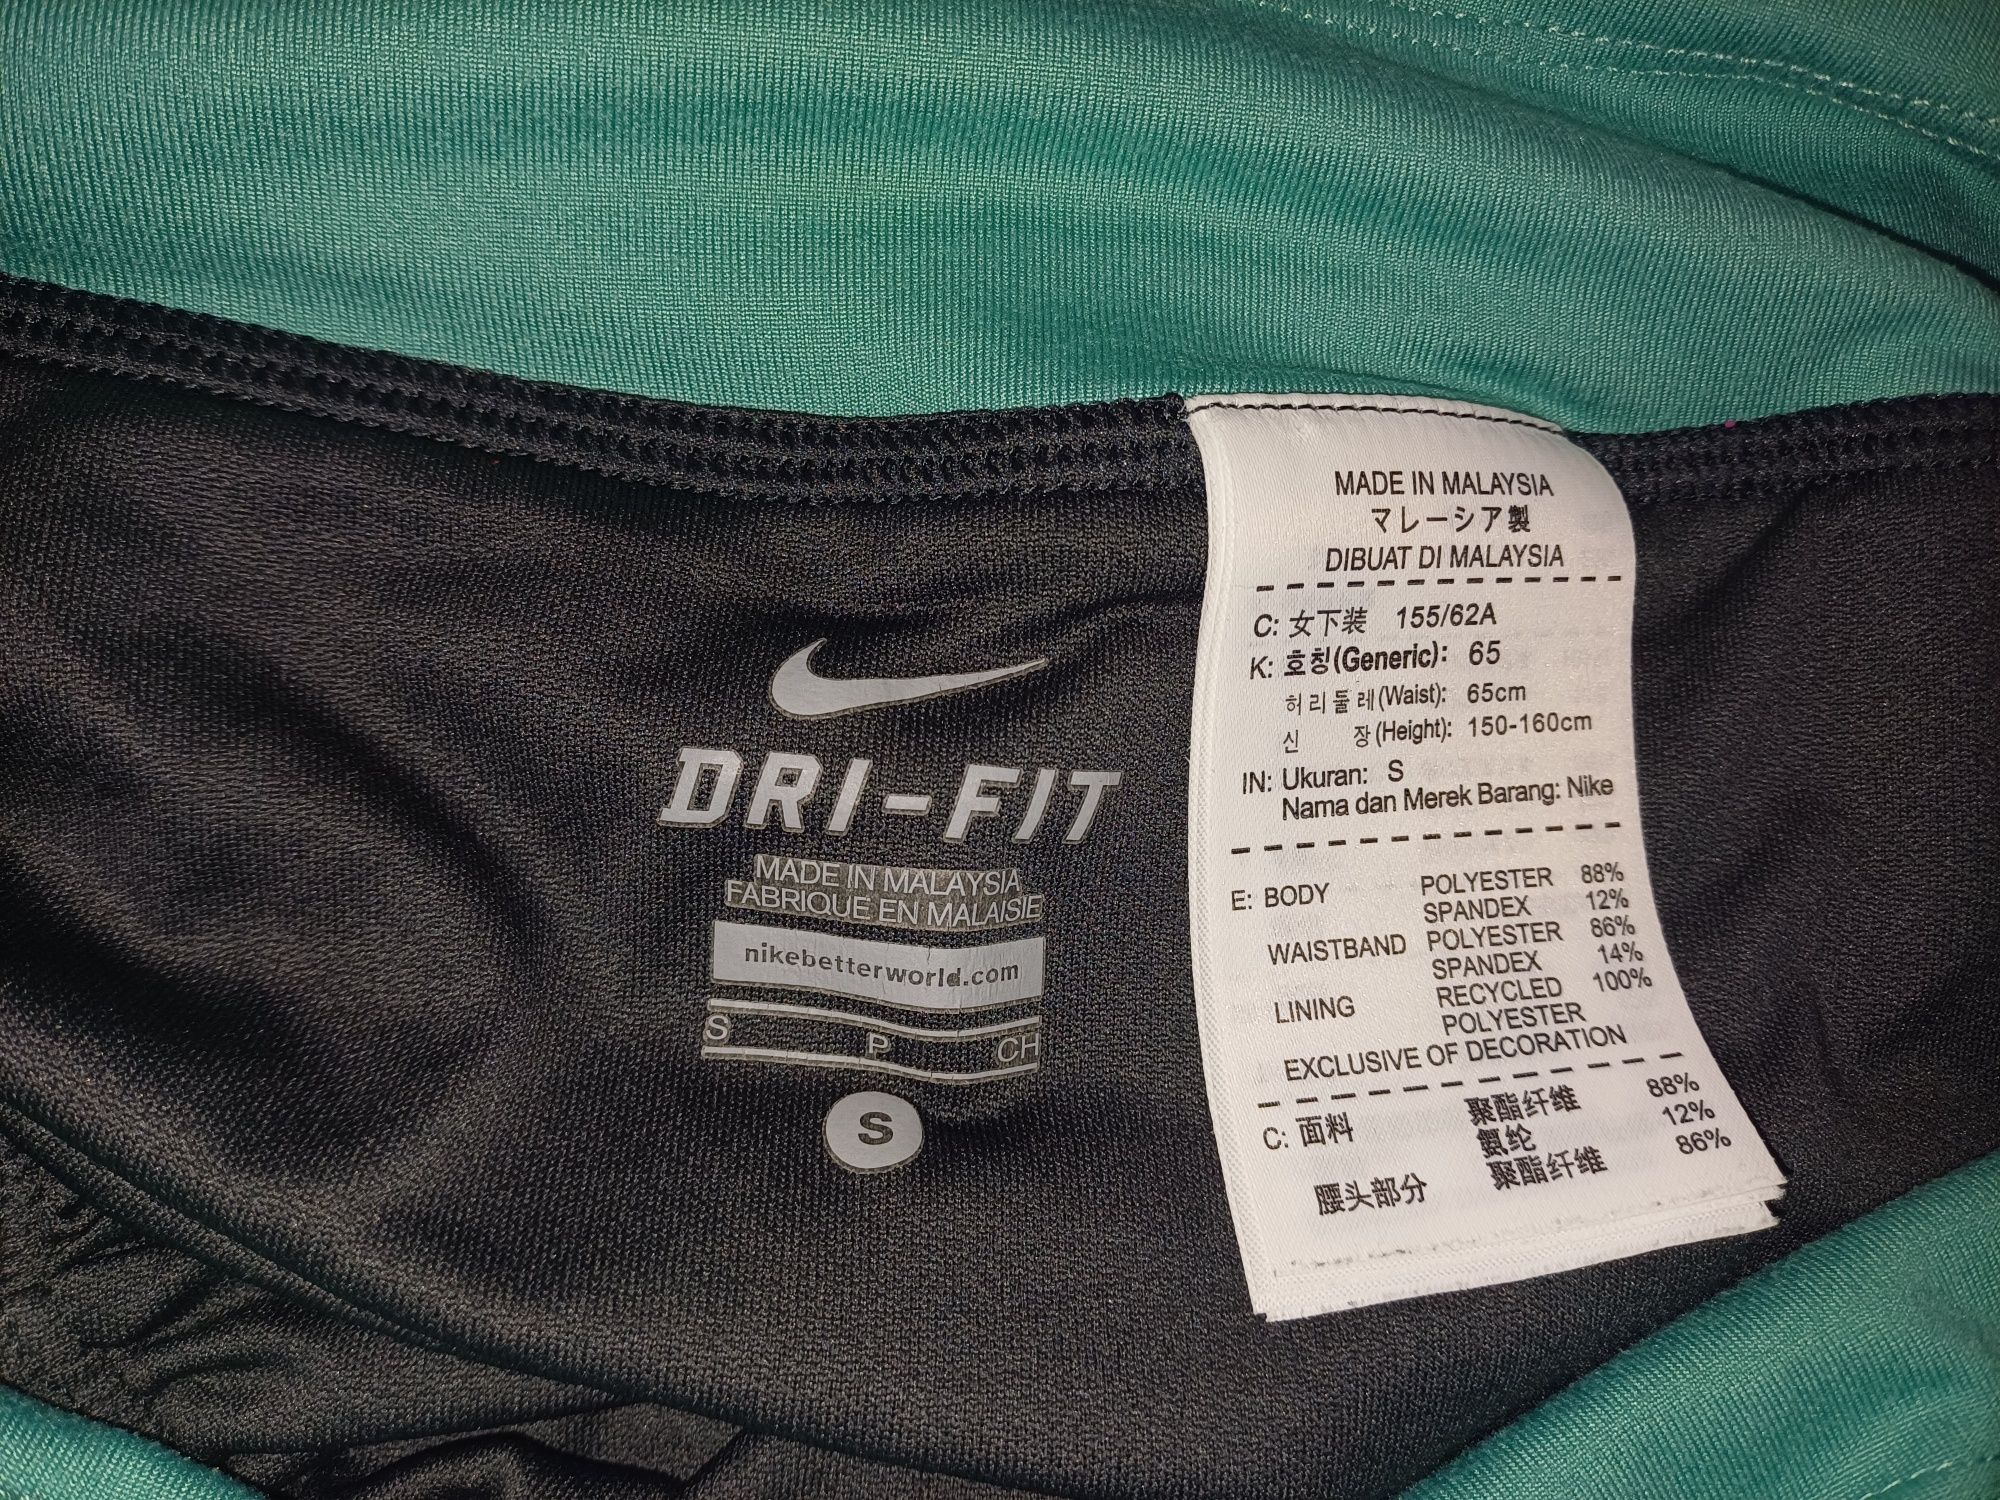 DRI-FIT
MADE IN MALAYSIA
FABRIQUE EN MALAISIE
nikebetterworld.com
S P CH
S
MADE IN MALAYSIA
マレーシア製
DIBUAT DI MALAYSIA
C: 女下装 155/62A
K: 호칭(Generic): 65
허리둘레(Waist): 65cm
신 장(Height): 150-160cm
IN: Ukuran: S
Nama dan Merek Barang: Nike
E: BODY POLYESTER 88%
SPANDEX 12%
WAISTBAND POLYESTER 86%
SPANDEX 14%
LINING RECYCLED 100%
POLYESTER
EXCLUSIVE OF DECORATION
C: 面料 聚酯纤维 88%
氨纶 12%
腰头部分 聚酯纤维 86%